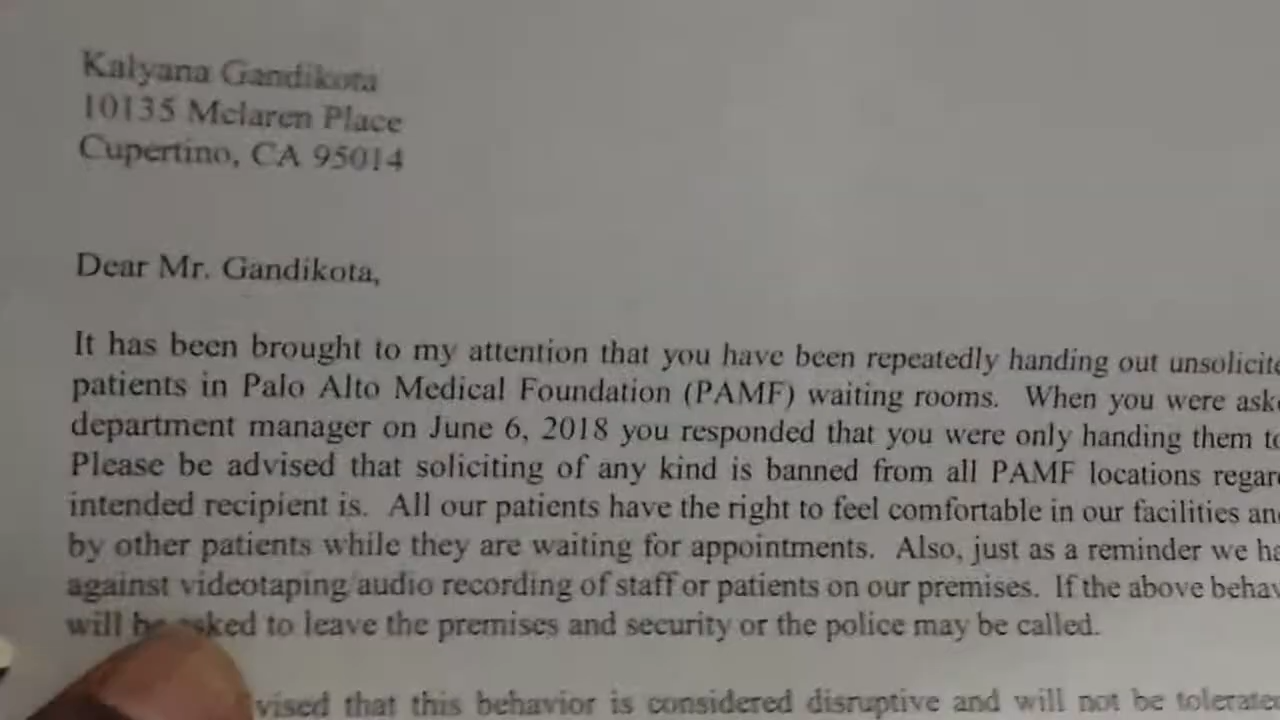 Kalyana Gandikota
10135 Mclaren Place
Cupertino, CA 95014
Dear Mr. Gandikota,
It has been brought to my attention that you have been repeatedly handing out unsolicite
patients in Palo Alto Medical Foundation (PAMF) waiting rooms. When you were ask
department manager on June 6, 2018 you responded that you were only handing them to
Please be advised that soliciting of any kind is banned from all PAMF locations regar
intended recipient is. All our patients have the right to feel comfortable in our facilities an
by other patients while they are waiting for appointments. Also, just as a reminder we ha
against videotaping/audio recording of staff or patients on our premises. If the above behav
will be asked to leave the premises and security or the police may be called.
vised that this behavior is considered disruptive and will not be tolerate